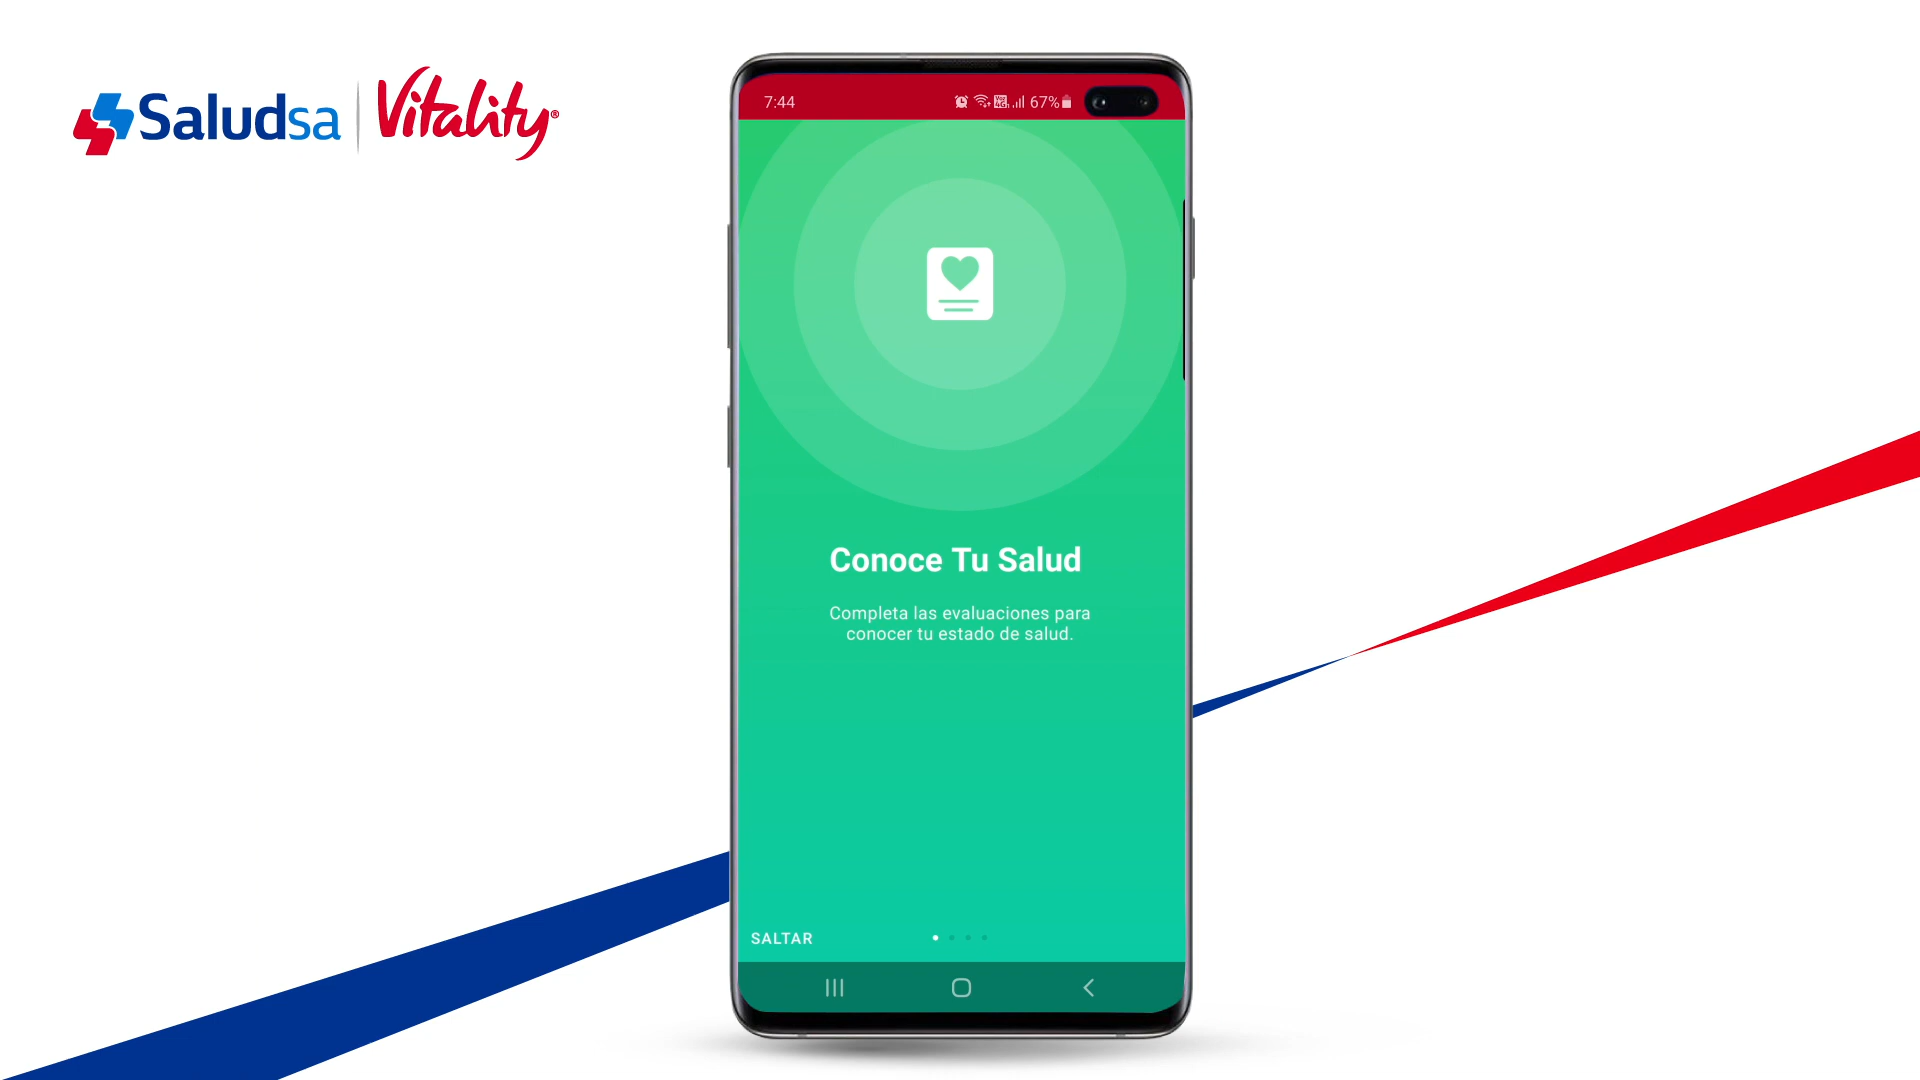 Saludsa Vitality®
7:44 67%
Conoce Tu Salud
Completa las evaluaciones para
conocer tu estado de salud.
SALTAR